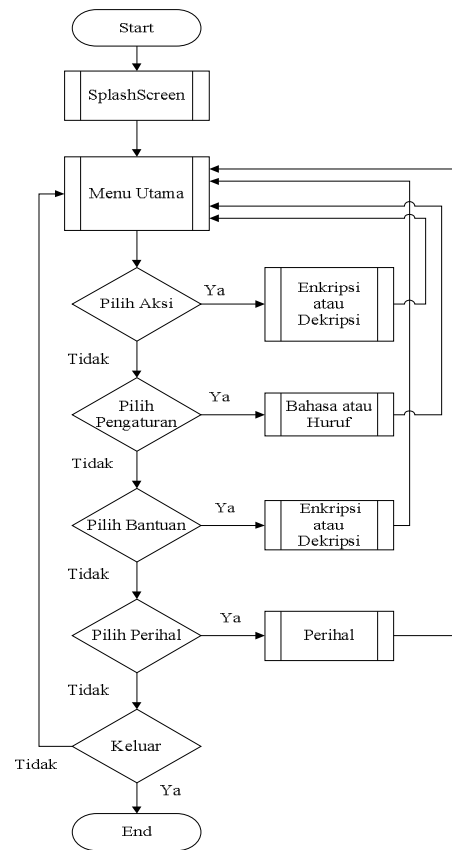 Start
SplashScreen
Menu Utama
Pilih Aksi
Ya
Enkripsi
atau
Dekripsi
Tidak
Pilih
Pengaturan
Ya
Bahasa atau
Huruf
Tidak
Pilih Bantuan
Ya
Enkripsi
atau
Dekripsi
Tidak
Pilih Perihal
Ya
Perihal
Tidak
Keluar
Tidak
Ya
End